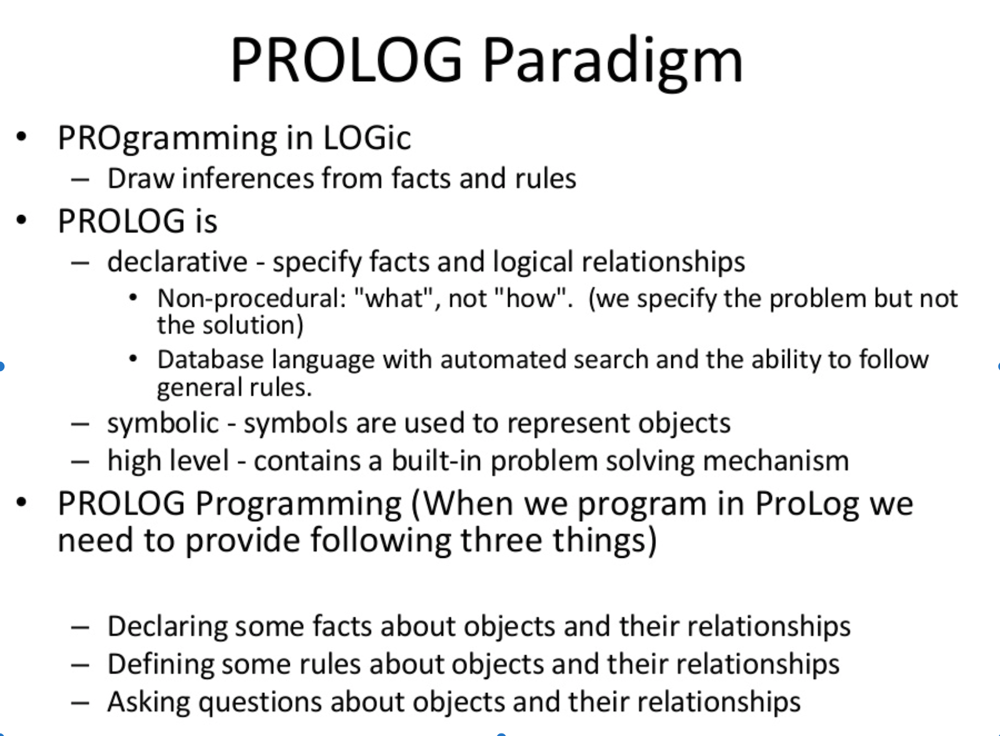 PROLOG Paradigm
• PROgramming in LOGic
– Draw inferences from facts and rules
• PROLOG is
– declarative - specify facts and logical relationships
• Non-procedural: "what", not "how".  (we specify the problem but not
the solution)
• Database language with automated search and the ability to follow
general rules.
– symbolic - symbols are used to represent objects
– high level - contains a built-in problem solving mechanism
• PROLOG Programming (When we program in ProLog we
need to provide following three things)
– Declaring some facts about objects and their relationships
– Defining some rules about objects and their relationships
– Asking questions about objects and their relationships